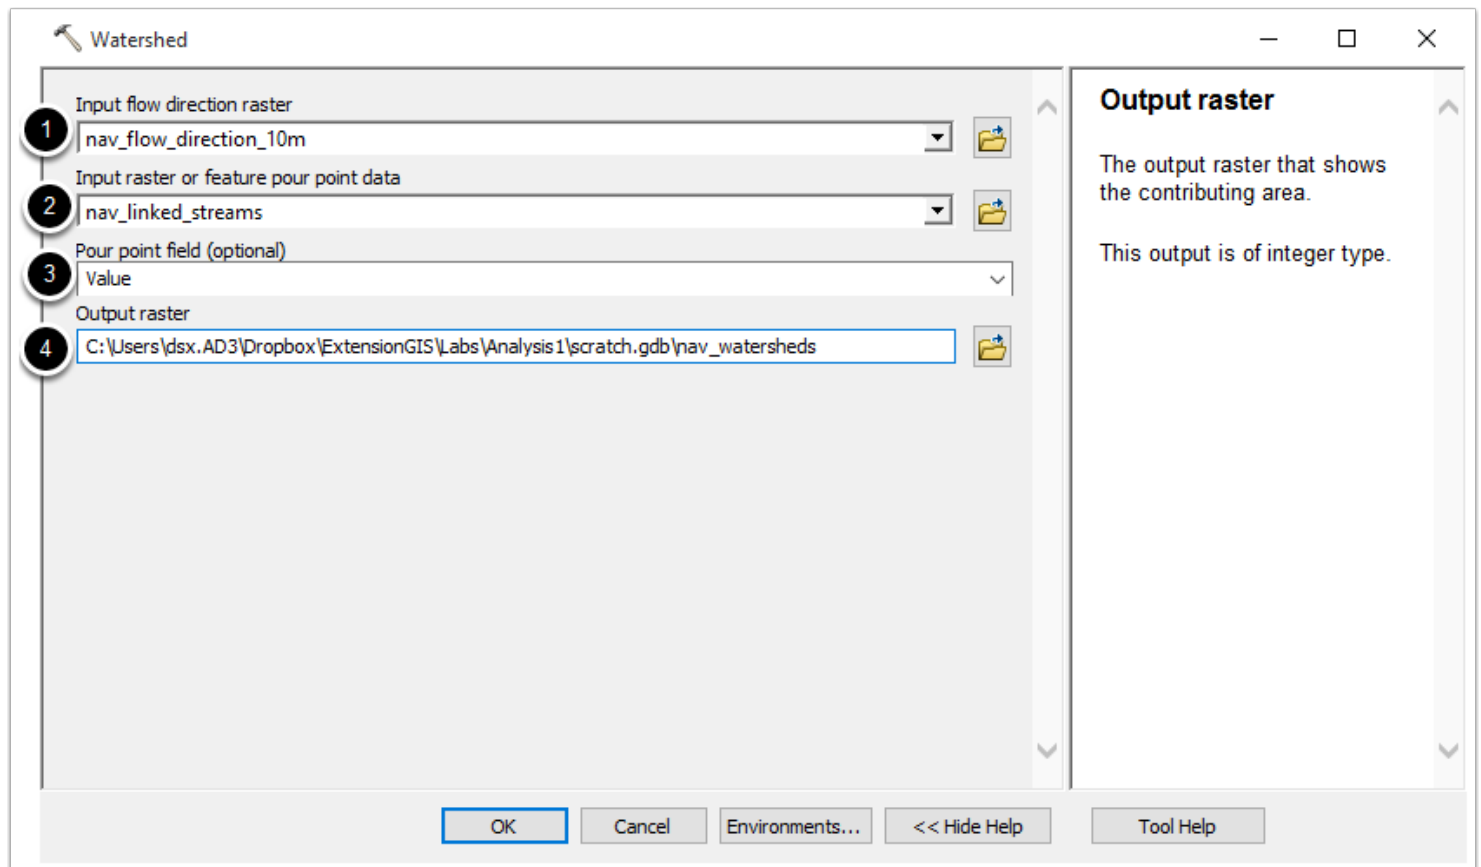 Watershed
Input flow direction raster
1
nav_flow_direction_10m
Input raster or feature pour point data
2
nav_linked_streams
Pour point field (optional)
3
Value
Output raster
4
C:\Users\dsx.AD3\Dropbox\ExtensionGIS\Labs\Analysis1\scratch.gdb\nav_watersheds
Output raster
The output raster that shows
the contributing area.
This output is of integer type.
OK
Cancel
Environments...
<< Hide Help
Tool Help